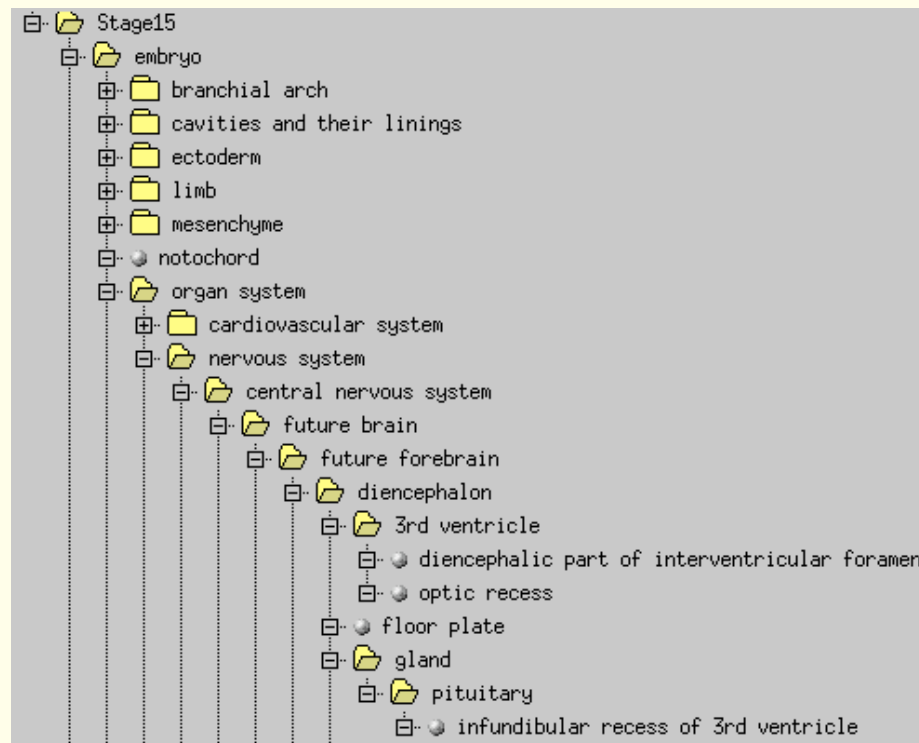 Stage15
embryo
branchial arch
cavities and their linings
ectoderm
limb
mesenchyme
notochord
organ system
cardiovascular system
nervous system
central nervous system
future brain
future forebrain
diencephalon
3rd ventricle
diencephalic part of interventricular foramen
optic recess
floor plate
gland
pituitary
infundibular recess of 3rd ventricle